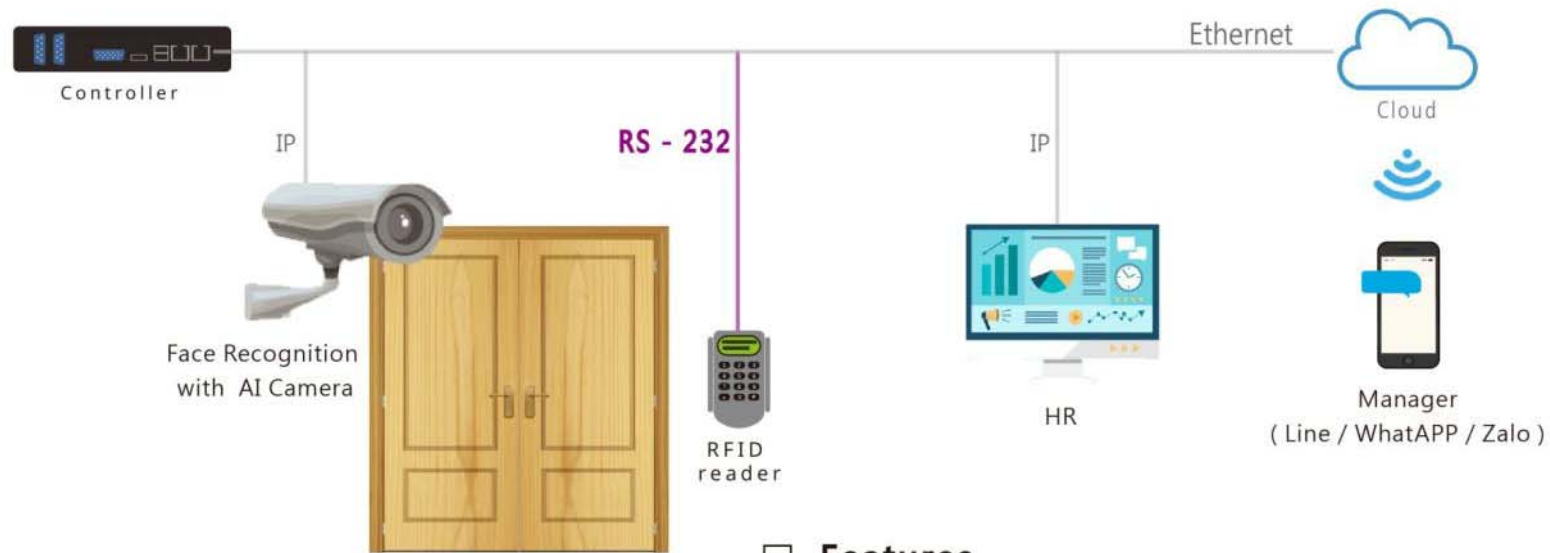 Ethernet
Controller
Cloud
IP
RS - 232
IP
Face Recognition
with AI Camera
RFID
reader
HR
Manager
( Line / WhatAPP / Zalo )
Features